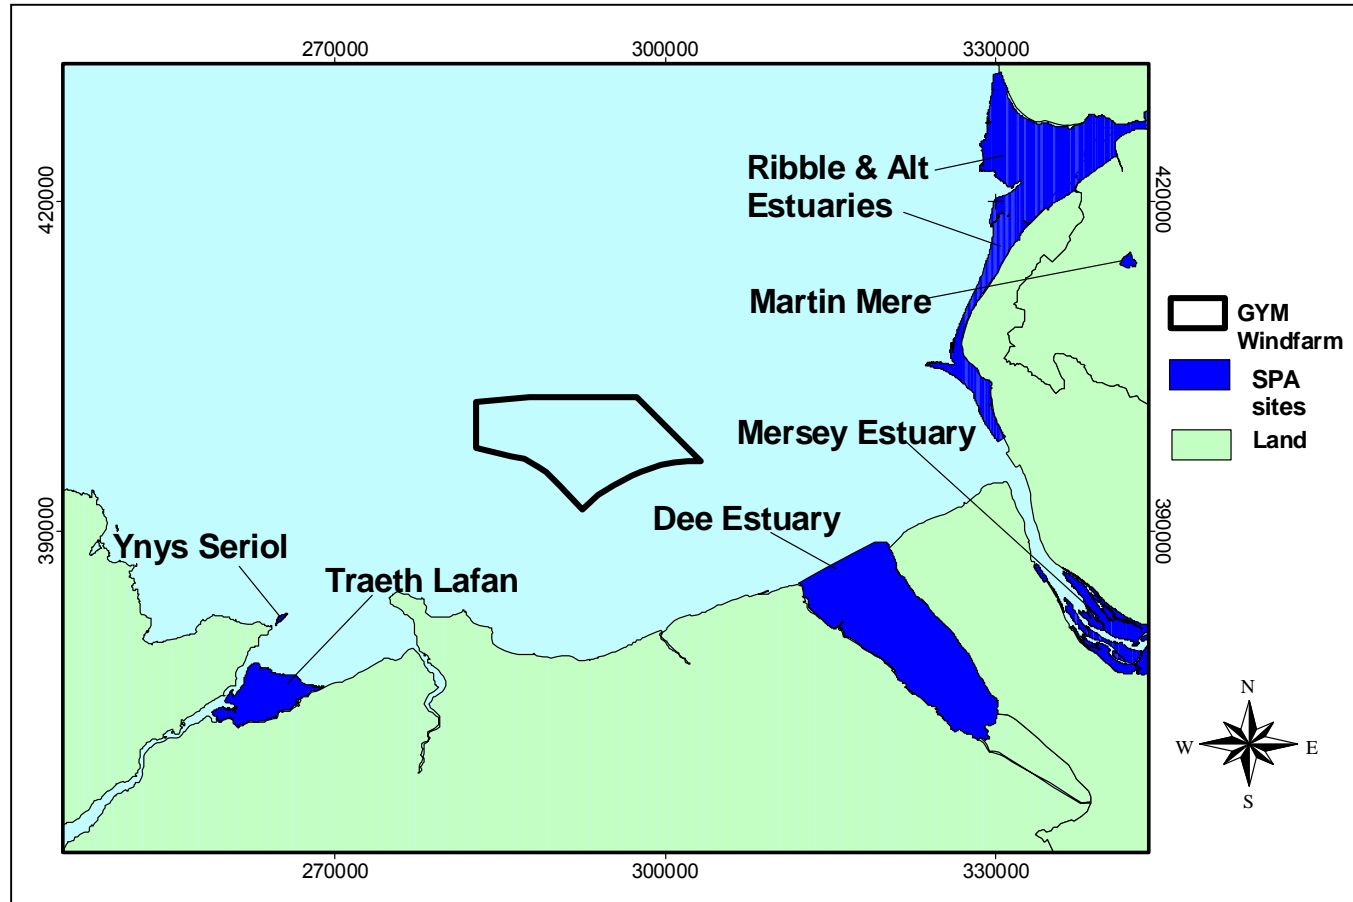 270000
300000
330000
420000
420000
Ribble & Alt
Estuaries
Martin Mere
GYM
Windfarm
SPA
sites
Land
Mersey Estuary
Dee Estuary
390000
390000
Ynys Seriol
Traeth Lafan
N
W
E
S
270000
300000
330000